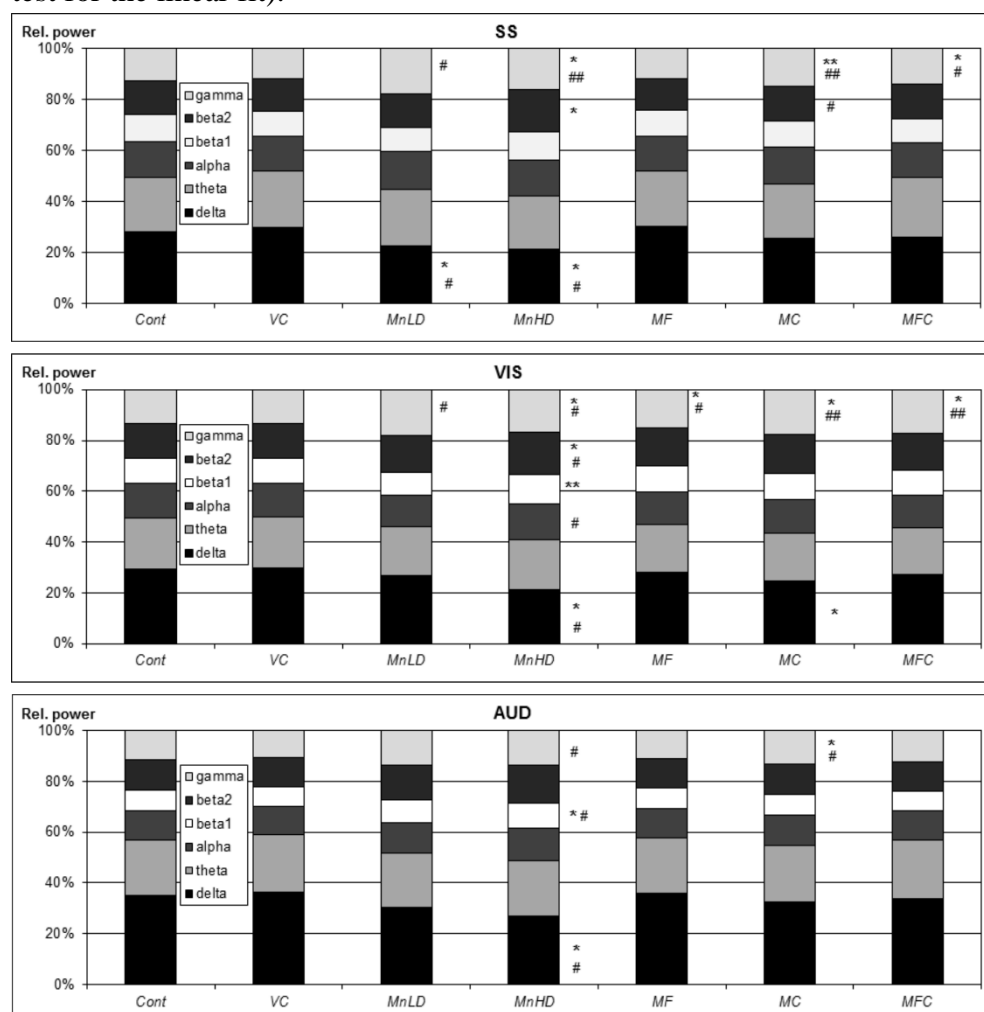 test for the linear fit).
Rel. power
SS
100%
80%
60%
40%
20%
0%
gamma
beta2
beta1
alpha
theta
delta
#
*
#
*
##
*
*
#
**
##
#
*
#
Cont VC MnLD MnHD MF MC MFC
Rel. power
VIS
100%
80%
60%
40%
20%
0%
gamma
beta2
beta1
alpha
theta
delta
#
*
#
*
#
**
#
*
#
*
#
*
##
*
*
##
Cont VC MnLD MnHD MF MC MFC
Rel. power
AUD
100%
80%
60%
40%
20%
0%
gamma
beta2
beta1
alpha
theta
delta
#
* #
*
#
*
#
Cont VC MnLD MnHD MF MC MFC